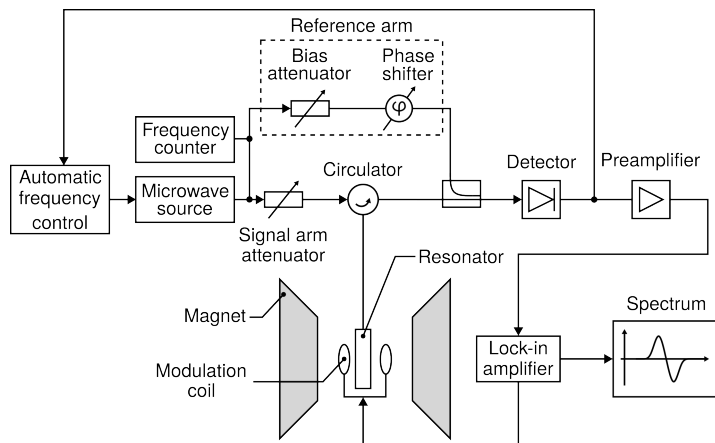 Reference arm
Bias
attenuator
Phase
shifter
φ
Frequency
counter
Automatic
frequency
control
Microwave
source
Signal arm
attenuator
Circulator
Detector
Preamplifier
Resonator
Magnet
Modulation
coil
Lock-in
amplifier
Spectrum